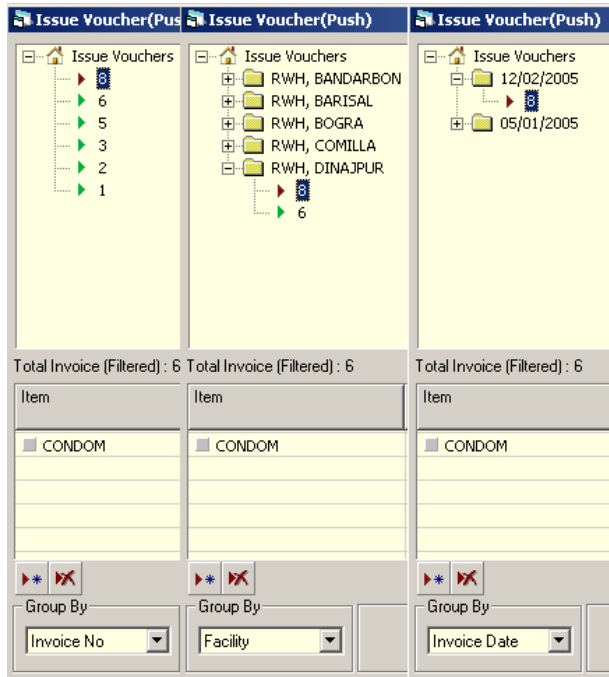 Issue Voucher(Pus
Issue Vouchers
8
6
5
3
2
1
Total Invoice (Filtered) : 6
Item
CONDOM
Group By
Invoice No
Issue Voucher(Push)
Issue Vouchers
RWH, BANDARBON
RWH, BARISAL
RWH, BOGRA
RWH, COMILLA
RWH, DINAJPUR
8
6
Total Invoice (Filtered) : 6
Item
CONDOM
Group By
Facility
Issue Voucher(Push)
Issue Vouchers
12/02/2005
8
05/01/2005
Total Invoice (Filtered) : 6
Item
CONDOM
Group By
Invoice Date